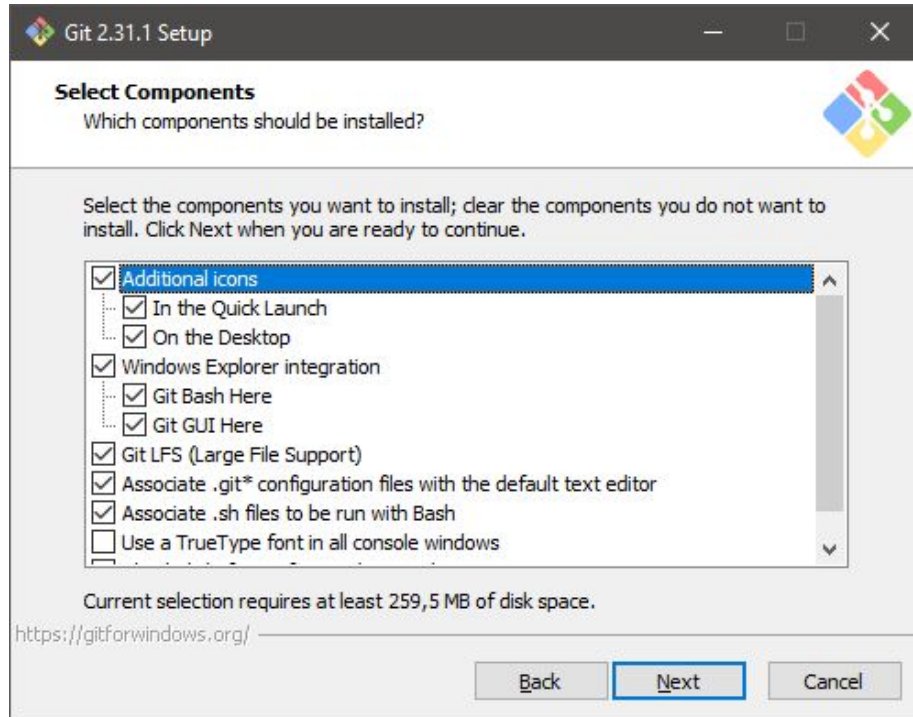 Git 2.31.1 Setup
Select Components
Which components should be installed?
Select the components you want to install; clear the components you do not want to
install. Click Next when you are ready to continue.
Additional icons
In the Quick Launch
On the Desktop
Windows Explorer integration
Git Bash Here
Git GUI Here
Git LFS (Large File Support)
Associate .git* configuration files with the default text editor
Associate .sh files to be run with Bash
Use a TrueType font in all console windows
Current selection requires at least 259,5 MB of disk space.
https://gitforwindows.org/
Back
Next
Cancel